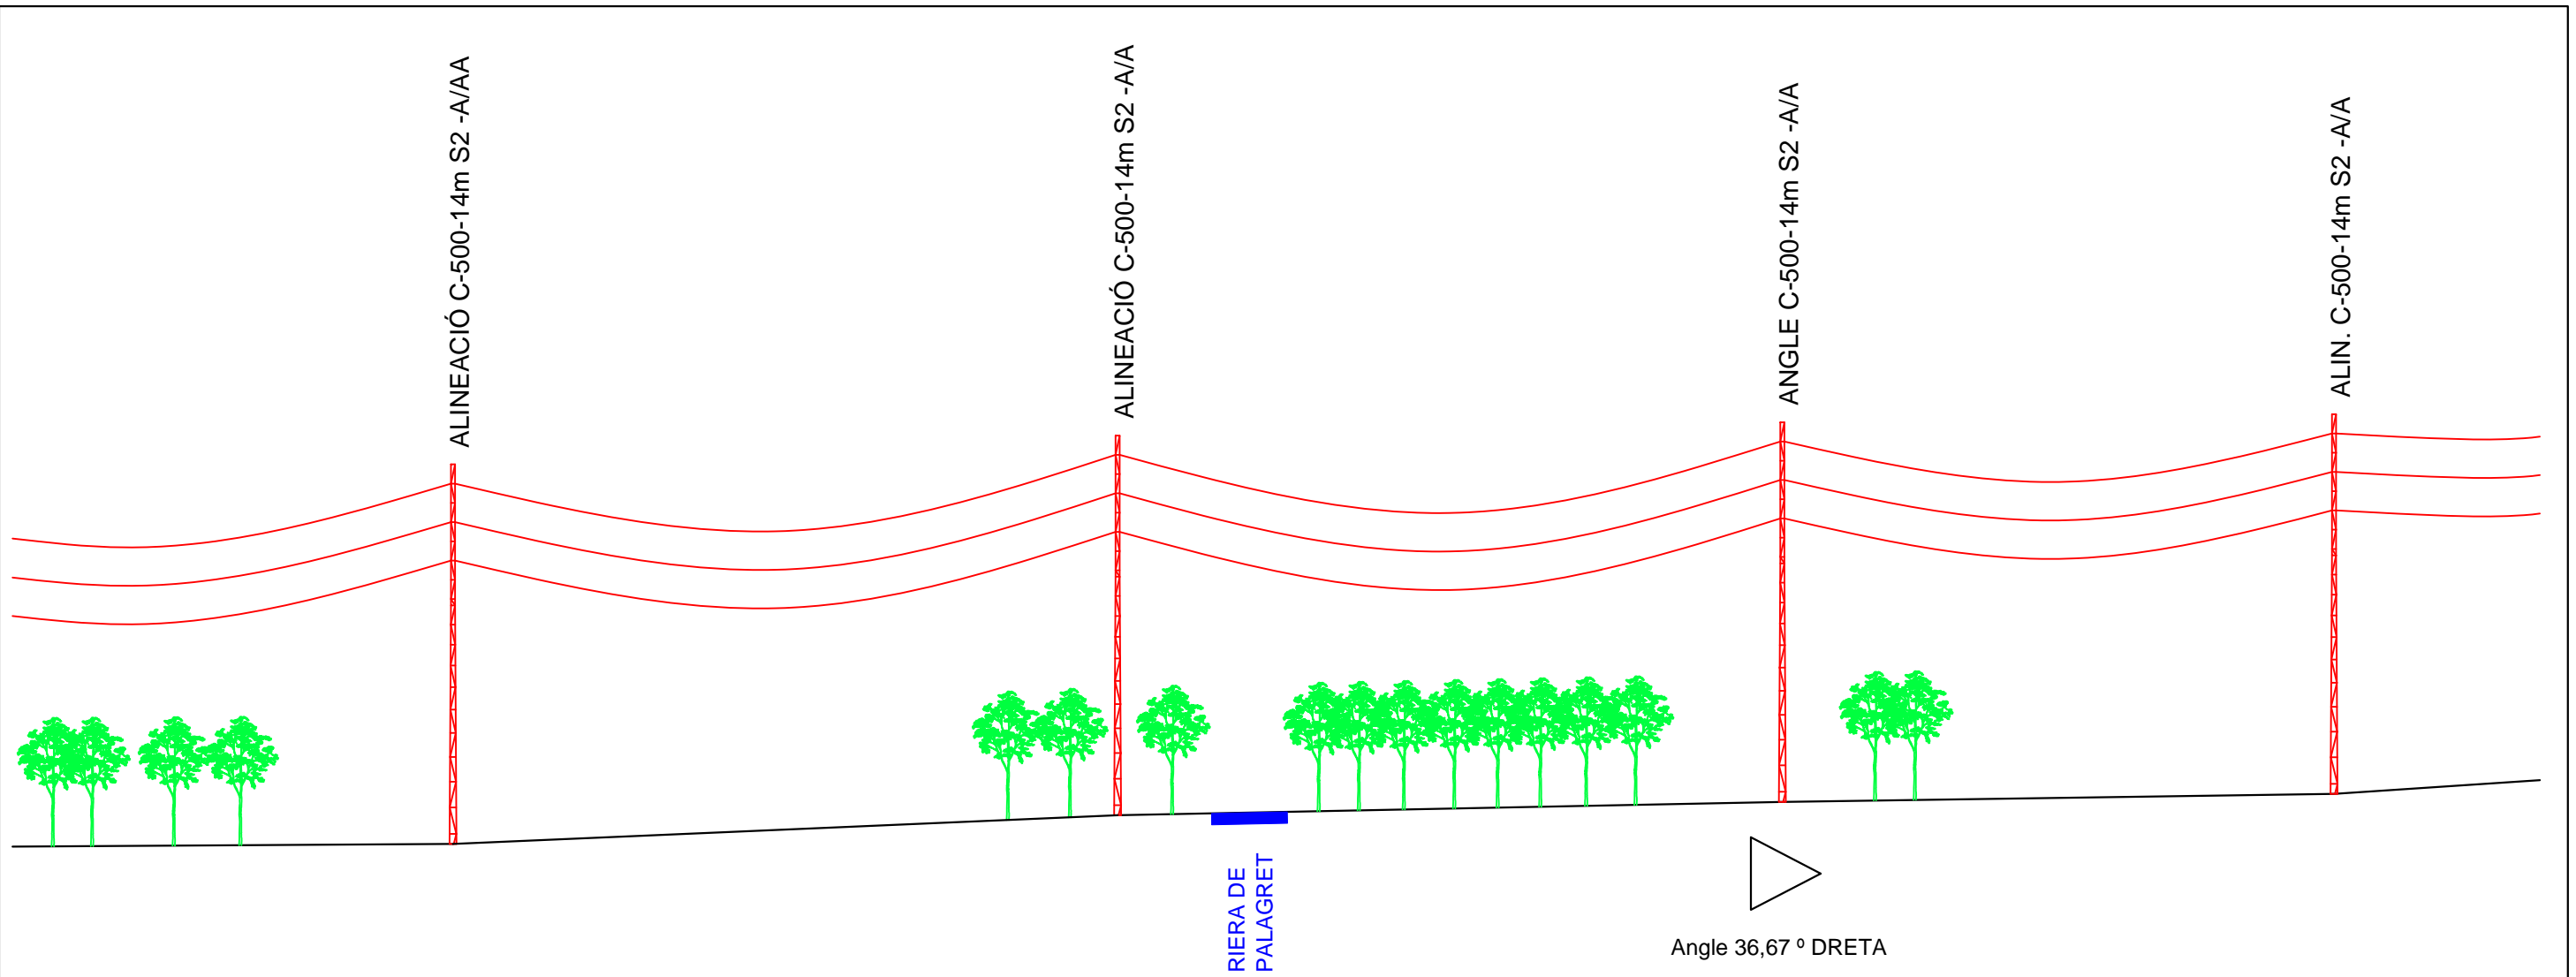 ALINEACIÓ C-500-14m S2 -A/AA
ALINEACIÓ C-500-14m S2 -A/A
ANGLE C-500-14m S2 -A/A
ALIN. C-500-14m S2 -A/A
RIERA DE
PALAGRET
Angle 36,67 º DRETA